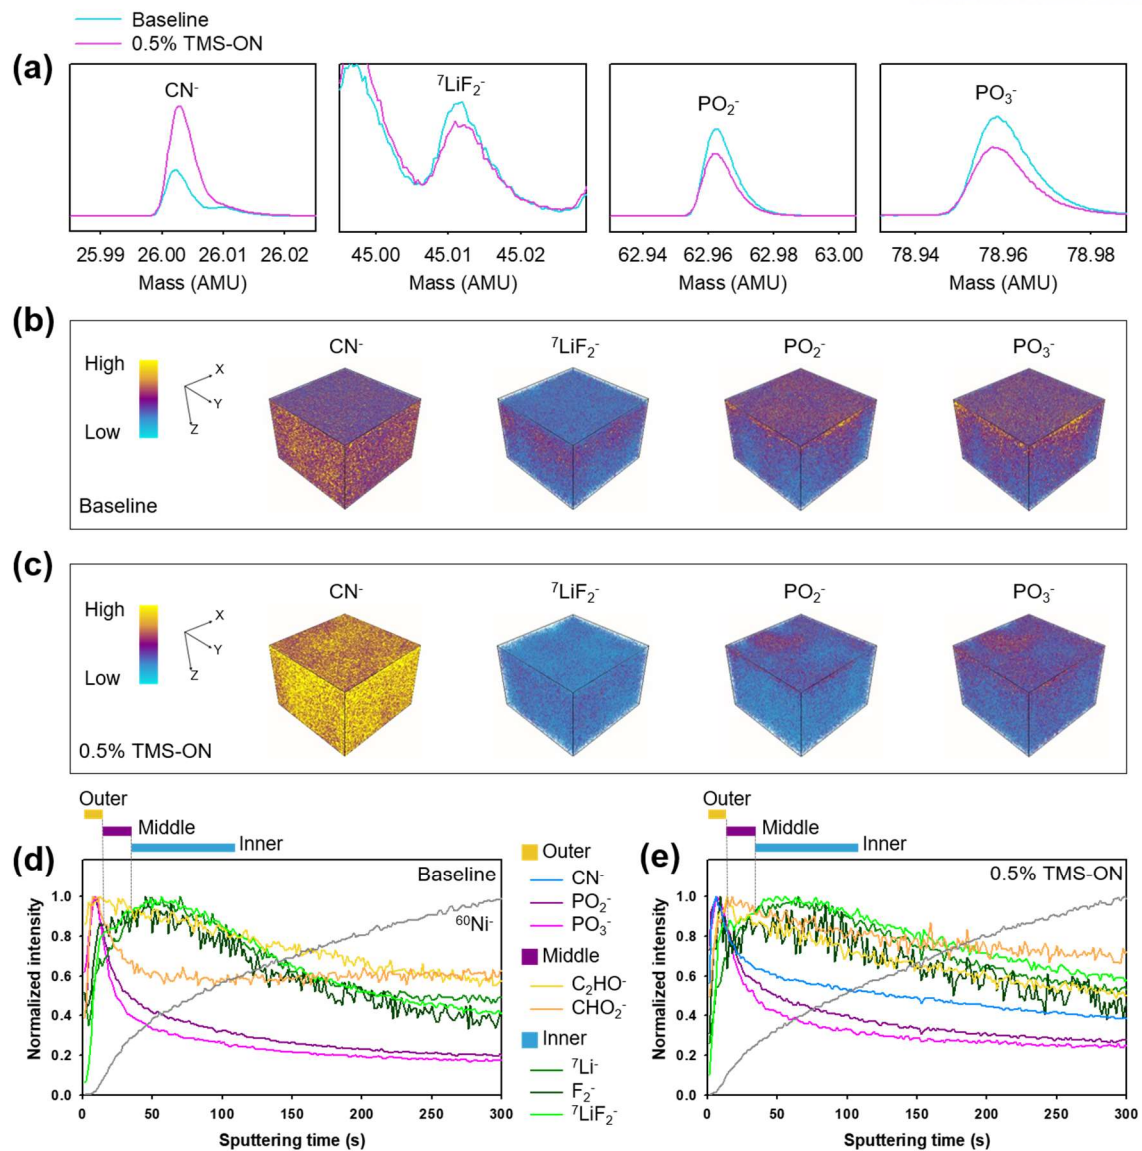 Baseline
0.5% TMS-ON
(a)
CN-
⁷LiF₂⁻
PO₂⁻
PO₃⁻
25.99 26.00 26.01 26.02
45.00 45.01 45.02
62.94 62.96 62.98 63.00
78.94 78.96 78.98
Mass (AMU) Mass (AMU) Mass (AMU) Mass (AMU)
(b)
High
Low
X
Y
Z
CN⁻ ⁷LiF₂⁻ PO₂⁻ PO₃⁻
Baseline
(c)
High
Low
X
Y
Z
CN⁻ ⁷LiF₂⁻ PO₂⁻ PO₃⁻
0.5% TMS-ON
Outer
Middle
Inner
(d)
Baseline
⁶⁰Ni⁻
Normalized intensity
1.0
0.8
0.6
0.4
0.2
0.0
0 50 100 150 200 250 300
Sputtering time (s)
Outer
CN⁻
PO₂⁻
PO₃⁻
Middle
C₂HO⁻
CHO₂⁻
Inner
⁷Li⁻
F₂⁻
⁷LiF₂⁻
Outer
Middle
Inner
(e)
0.5% TMS-ON
Normalized intensity
1.0
0.8
0.6
0.4
0.2
0.0
0 50 100 150 200 250 300
Sputtering time (s)